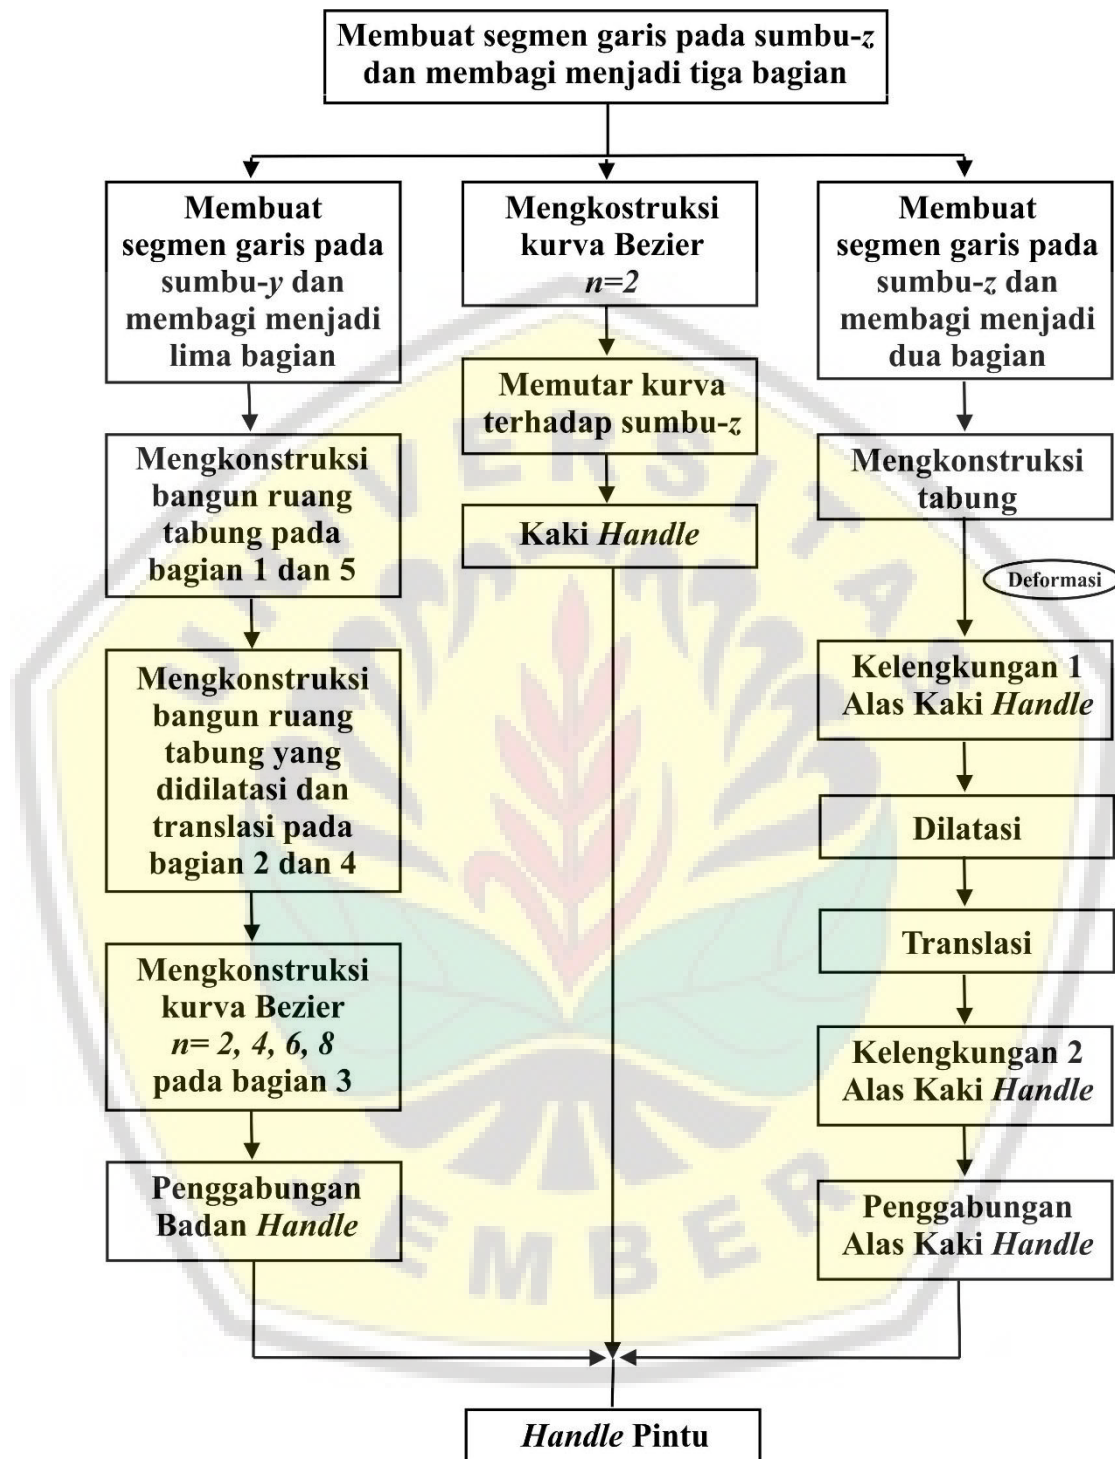 Membuat segmen garis pada sumbu-z
dan membagi menjadi tiga bagian
Membuat
segmen garis pada
sumbu-y dan
membagi menjadi
lima bagian
Mengkonstruksi
bangun ruang
tabung pada
bagian 1 dan 5
Mengkonstruksi
bangun ruang
tabung yang
didilatasi dan
translasi pada
bagian 2 dan 4
Mengkonstruksi
kurva Bezier
n= 2, 4, 6, 8
pada bagian 3
Penggabungan
Badan Handle
Mengkostruksi
kurva Bezier
n=2
Memutar kurva
terhadap sumbu-z
Kaki Handle
Membuat
segmen garis pada
sumbu-z dan
membagi menjadi
dua bagian
Mengkonstruksi
tabung
Deformasi
Kelengkungan 1
Alas Kaki Handle
Dilatasi
Translasi
Kelengkungan 2
Alas Kaki Handle
Penggabungan
Alas Kaki Handle
Handle Pintu
UNIVERSITAS
JEMBER